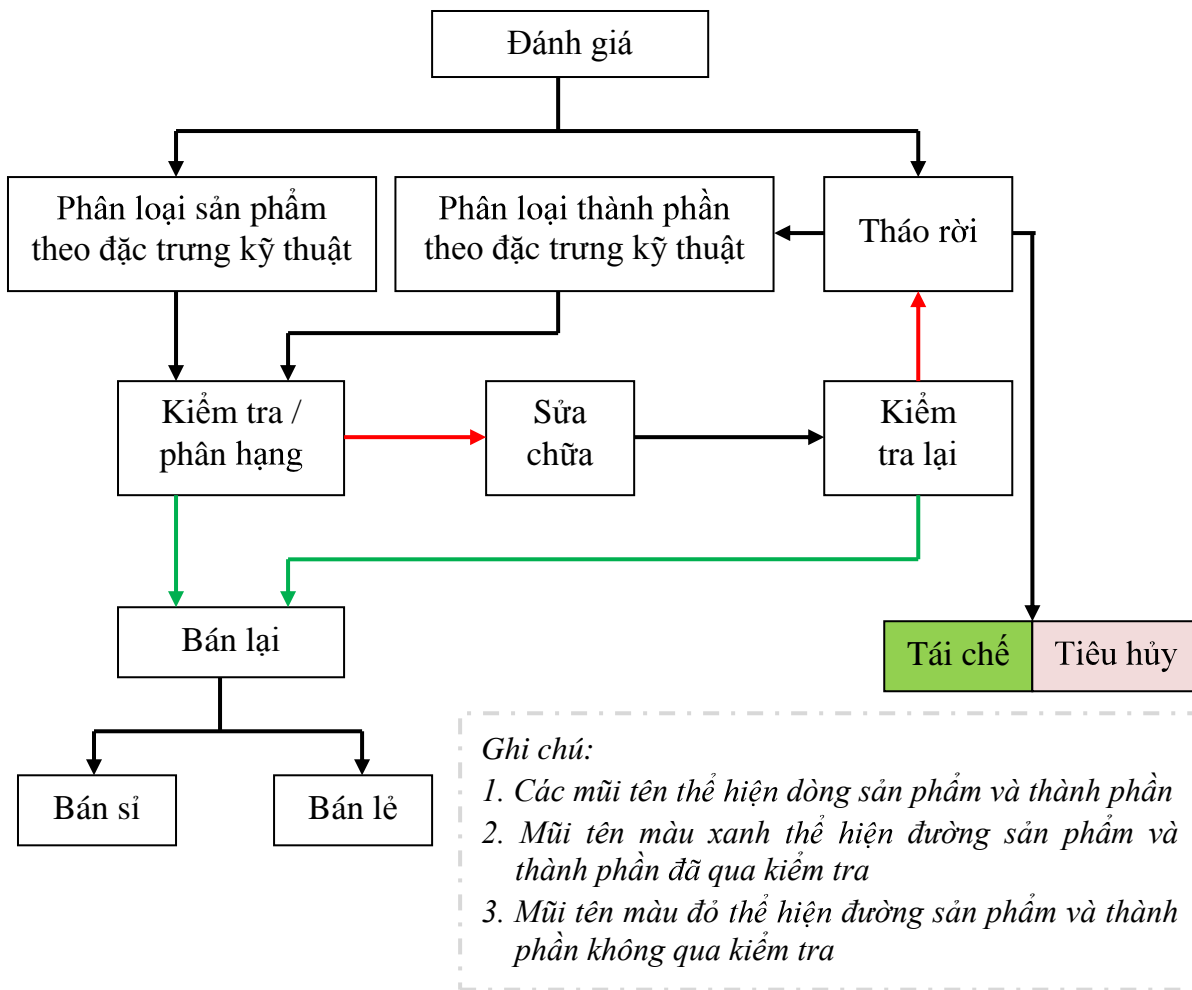 Đánh giá
Phân loại sản phẩm
theo đặc trưng kỹ thuật
Phân loại thành phần
theo đặc trưng kỹ thuật
Tháo rời
Kiểm tra /
phân hạng
Sửa
chữa
Kiểm
tra lại
Bán lại
Tái chế
Tiêu hủy
Bán sỉ
Bán lẻ
Ghi chú:
1. Các mũi tên thể hiện dòng sản phẩm và thành phần
2. Mũi tên màu xanh thể hiện đường sản phẩm và
thành phần đã qua kiểm tra
3. Mũi tên màu đỏ thể hiện đường sản phẩm và thành
phần không qua kiểm tra